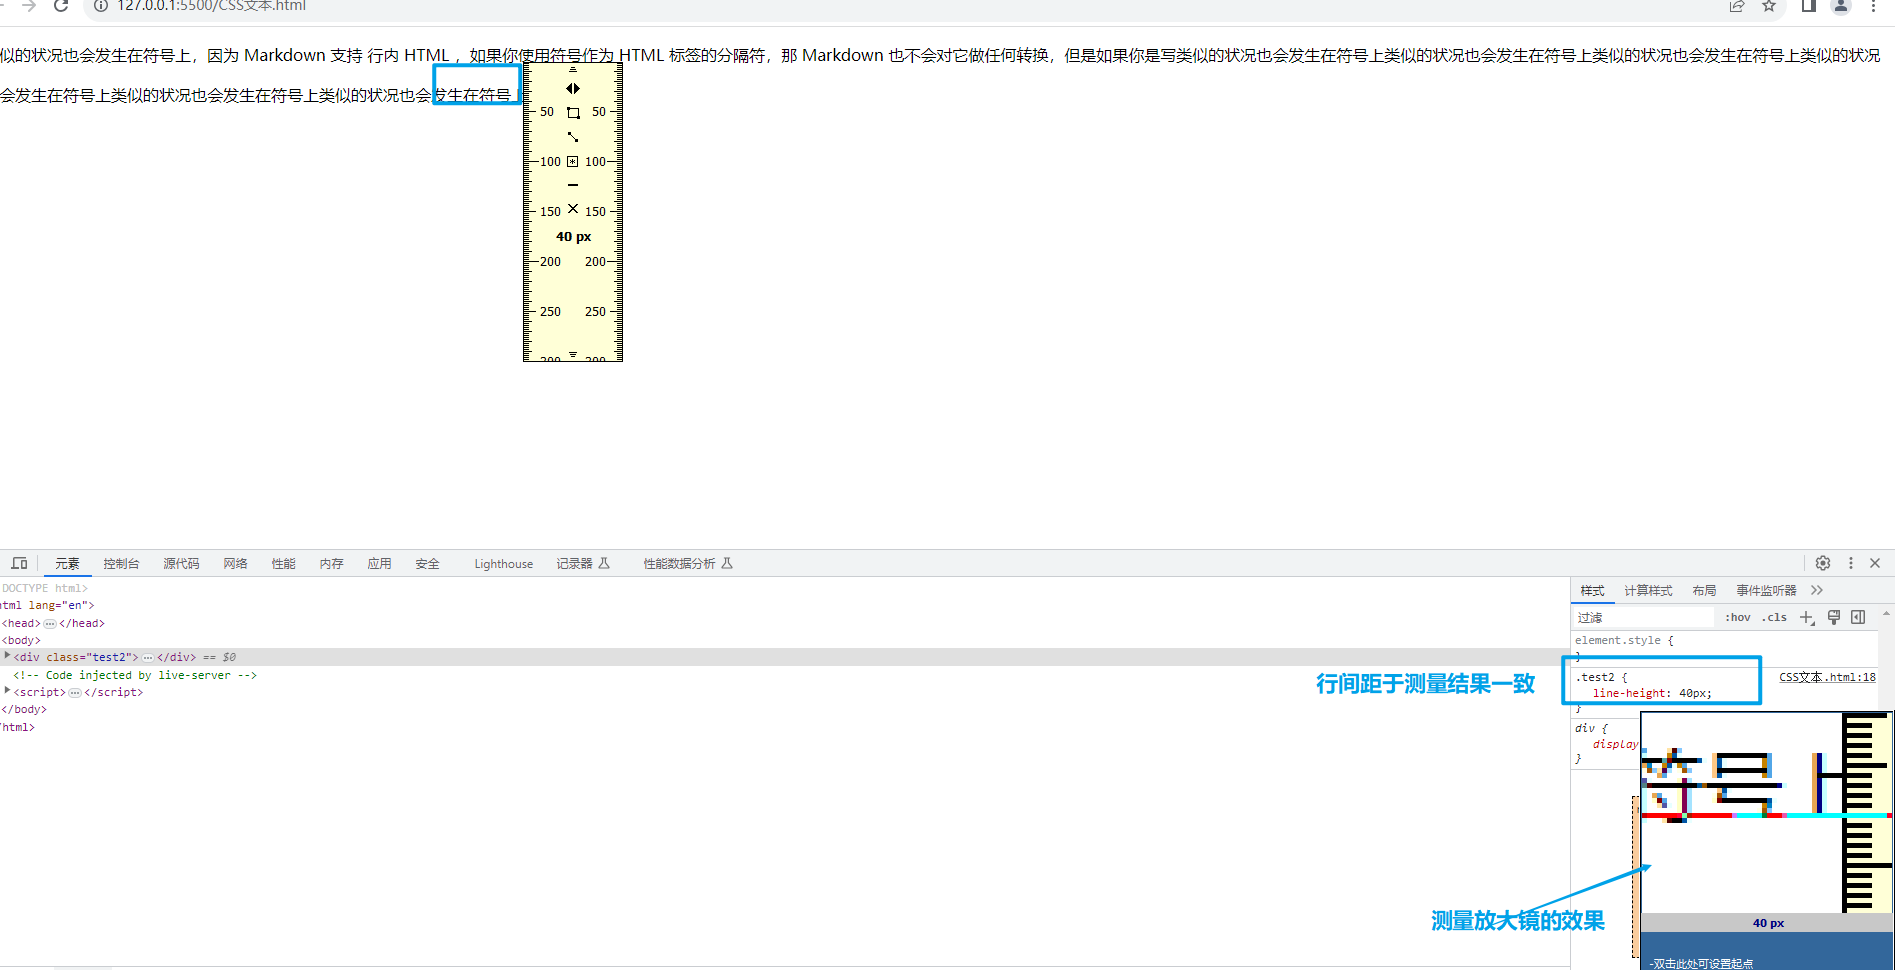 127.0.0.1:5500/CSS文本.html
似的状况也会发生在符号上，因为 Markdown 支持 行内 HTML ，如果你使用符号作为 HTML 标签的分隔符，那 Markdown 也不会对它做任何转换，但是如果你是写类似的状况也会发生在符号上类似的状况也会发生在符号上类似的状况也会发生在符号上类似的状况
会发生在符号上类似的状况也会发生在符号上类似的状况也会发生在符号
50 50
100 100
150 150
40 px
200 200
250 250
300 300
元素 控制台 源代码 网络 性能 内存 应用 安全 Lighthouse 记录器 性能数据分析
DOCTYPE html>
html lang="en">
<head>…</head>
<body>
<div class="test2">…</div> == $0
<!-- Code injected by live-server -->
<script>…</script>
</body>
/html>
样式 计算样式 布局 事件监听器
过滤 :hov .cls
element.style {
}
.test2 { CSS文本.html:18
line-height: 40px;
}
div {
display
}
行间距于测量结果一致
符号
测量放大镜的效果
40 px
-双击此处可设置起点